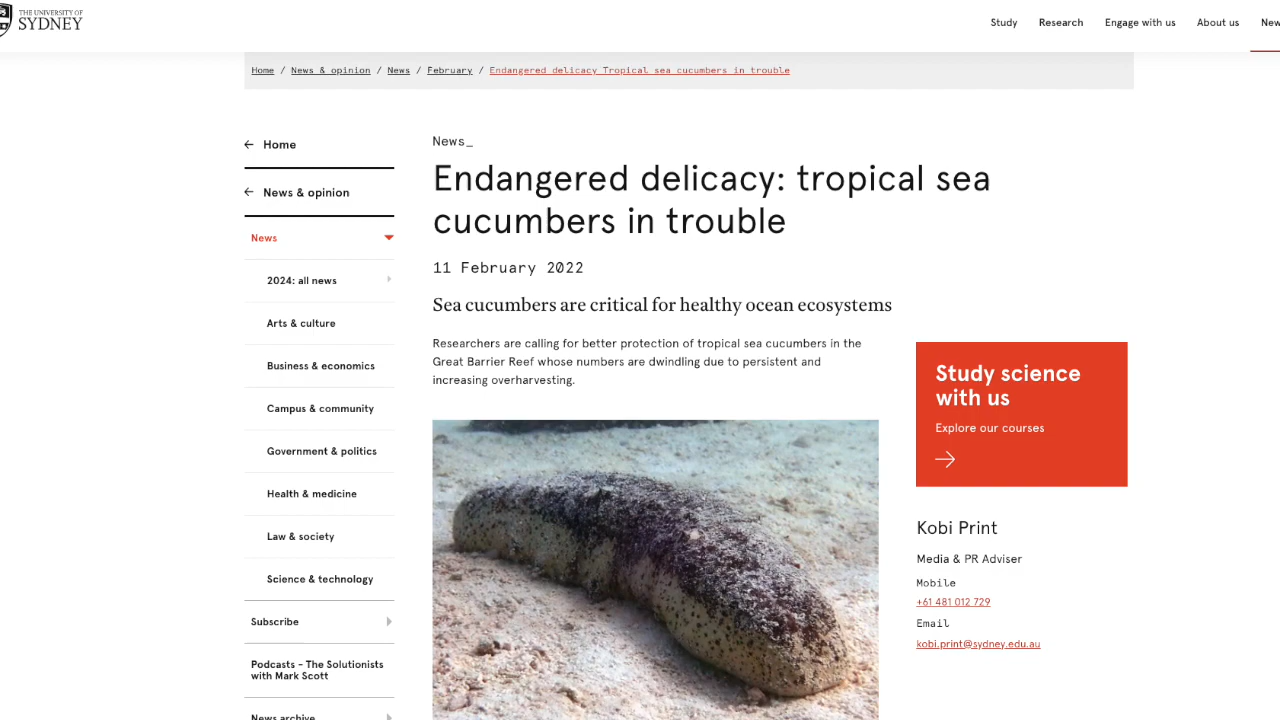 THE UNIVERSITY OF
SYDNEY
Study
Research
Engage with us
About us
New
Home / News & opinion / News / February / Endangered delicacy Tropical sea cucumbers in trouble
Home
News & opinion
News
2024: all news
Arts & culture
Business & economics
Campus & community
Government & politics
Health & medicine
Law & society
Science & technology
Subscribe
Podcasts – The Solutionists
with Mark Scott
News archive
News_
Endangered delicacy: tropical sea
cucumbers in trouble
11 February 2022
Sea cucumbers are critical for healthy ocean ecosystems
Researchers are calling for better protection of tropical sea cucumbers in the
Great Barrier Reef whose numbers are dwindling due to persistent and
increasing overharvesting.
Study science
with us
Explore our courses
Kobi Print
Media & PR Adviser
Mobile
+61 481 012 729
Email
kobi.print@sydney.edu.au